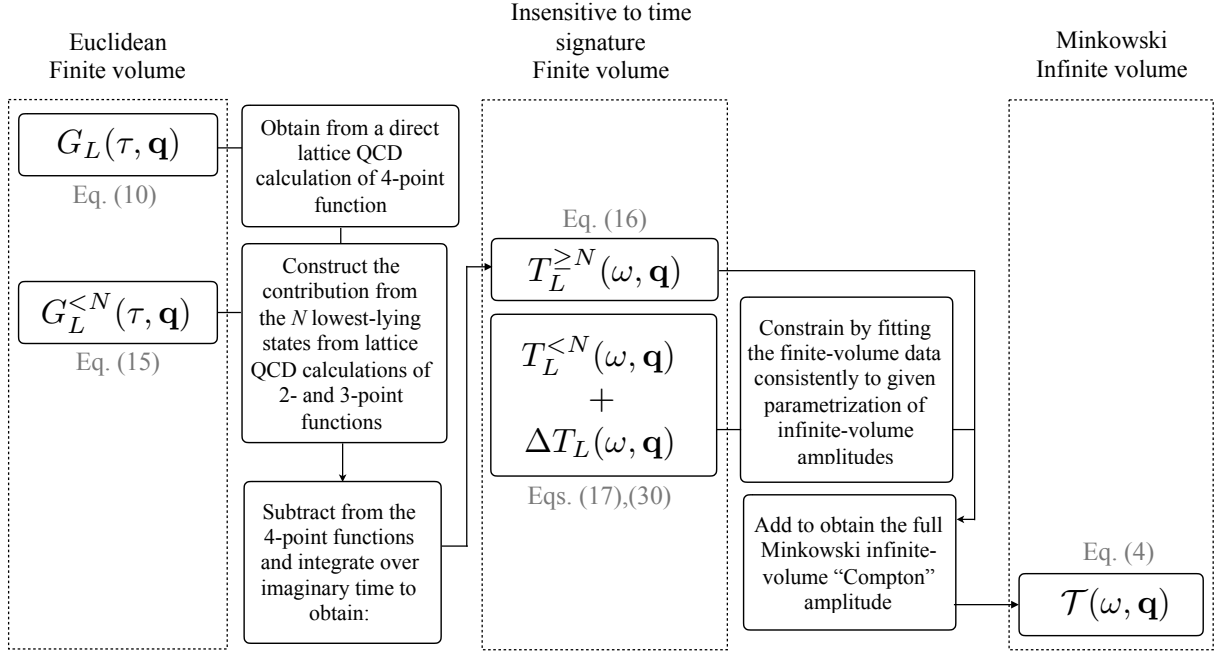 Euclidean
Finite volume
Insensitive to time
signature
Finite volume
Minkowski
Infinite volume
G_L(τ, q)
Eq. (10)
Obtain from a direct
lattice QCD
calculation of 4-point
function
G_L^{<N}(τ, q)
Eq. (15)
Construct the
contribution from
the N lowest-lying
states from lattice
QCD calculations of
2- and 3-point
functions
Subtract from the
4-point functions
and integrate over
imaginary time to
obtain:
Eq. (16)
T_L^{≥N}(ω, q)
T_L^{<N}(ω, q)
+
ΔT_L(ω, q)
Eqs. (17),(30)
Constrain by fitting
the finite-volume data
consistently to given
parametrization of
infinite-volume
amplitudes
Add to obtain the full
Minkowski infinite-
volume “Compton”
amplitude
Eq. (4)
𝒯(ω, q)